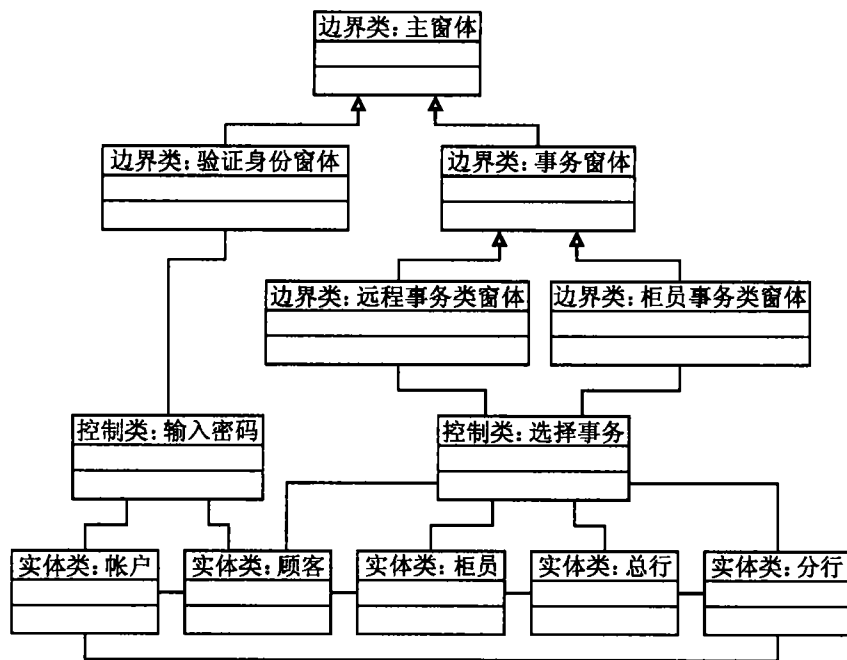 边界类:主窗体
边界类:验证身份窗体
边界类:事务窗体
边界类:远程事务类窗体
边界类:柜员事务类窗体
控制类:输入密码
控制类:选择事务
实体类:帐户
实体类:顾客
实体类:柜员
实体类:总行
实体类:分行